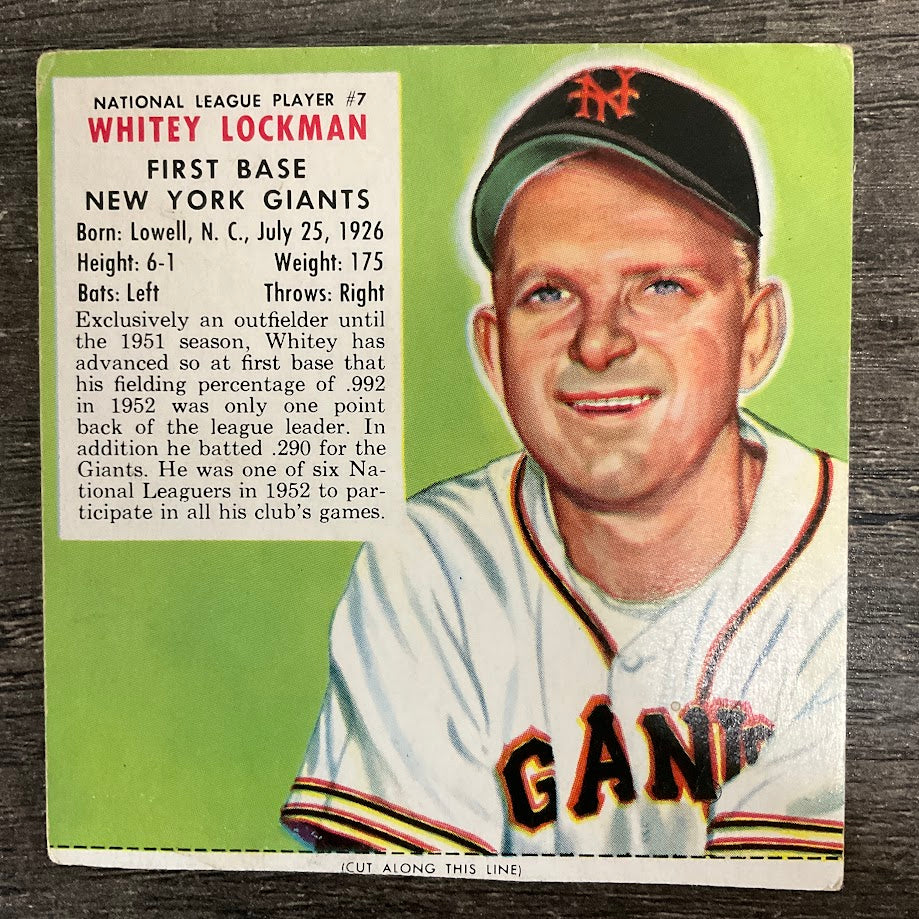 NATIONAL LEAGUE PLAYER #7
WHITEY LOCKMAN
FIRST BASE
NEW YORK GIANTS
Born: Lowell, N. C., July 25, 1926
Height: 6-1 Weight: 175
Bats: Left Throws: Right
Exclusively an outfielder until
the 1951 season, Whitey has
advanced so at first base that
his fielding percentage of .992
in 1952 was only one point
back of the league leader. In
addition he batted .290 for the
Giants. He was one of six Na-
tional Leaguers in 1952 to par-
ticipate in all his club's games.
NY
GAN
(CUT ALONG THIS LINE)